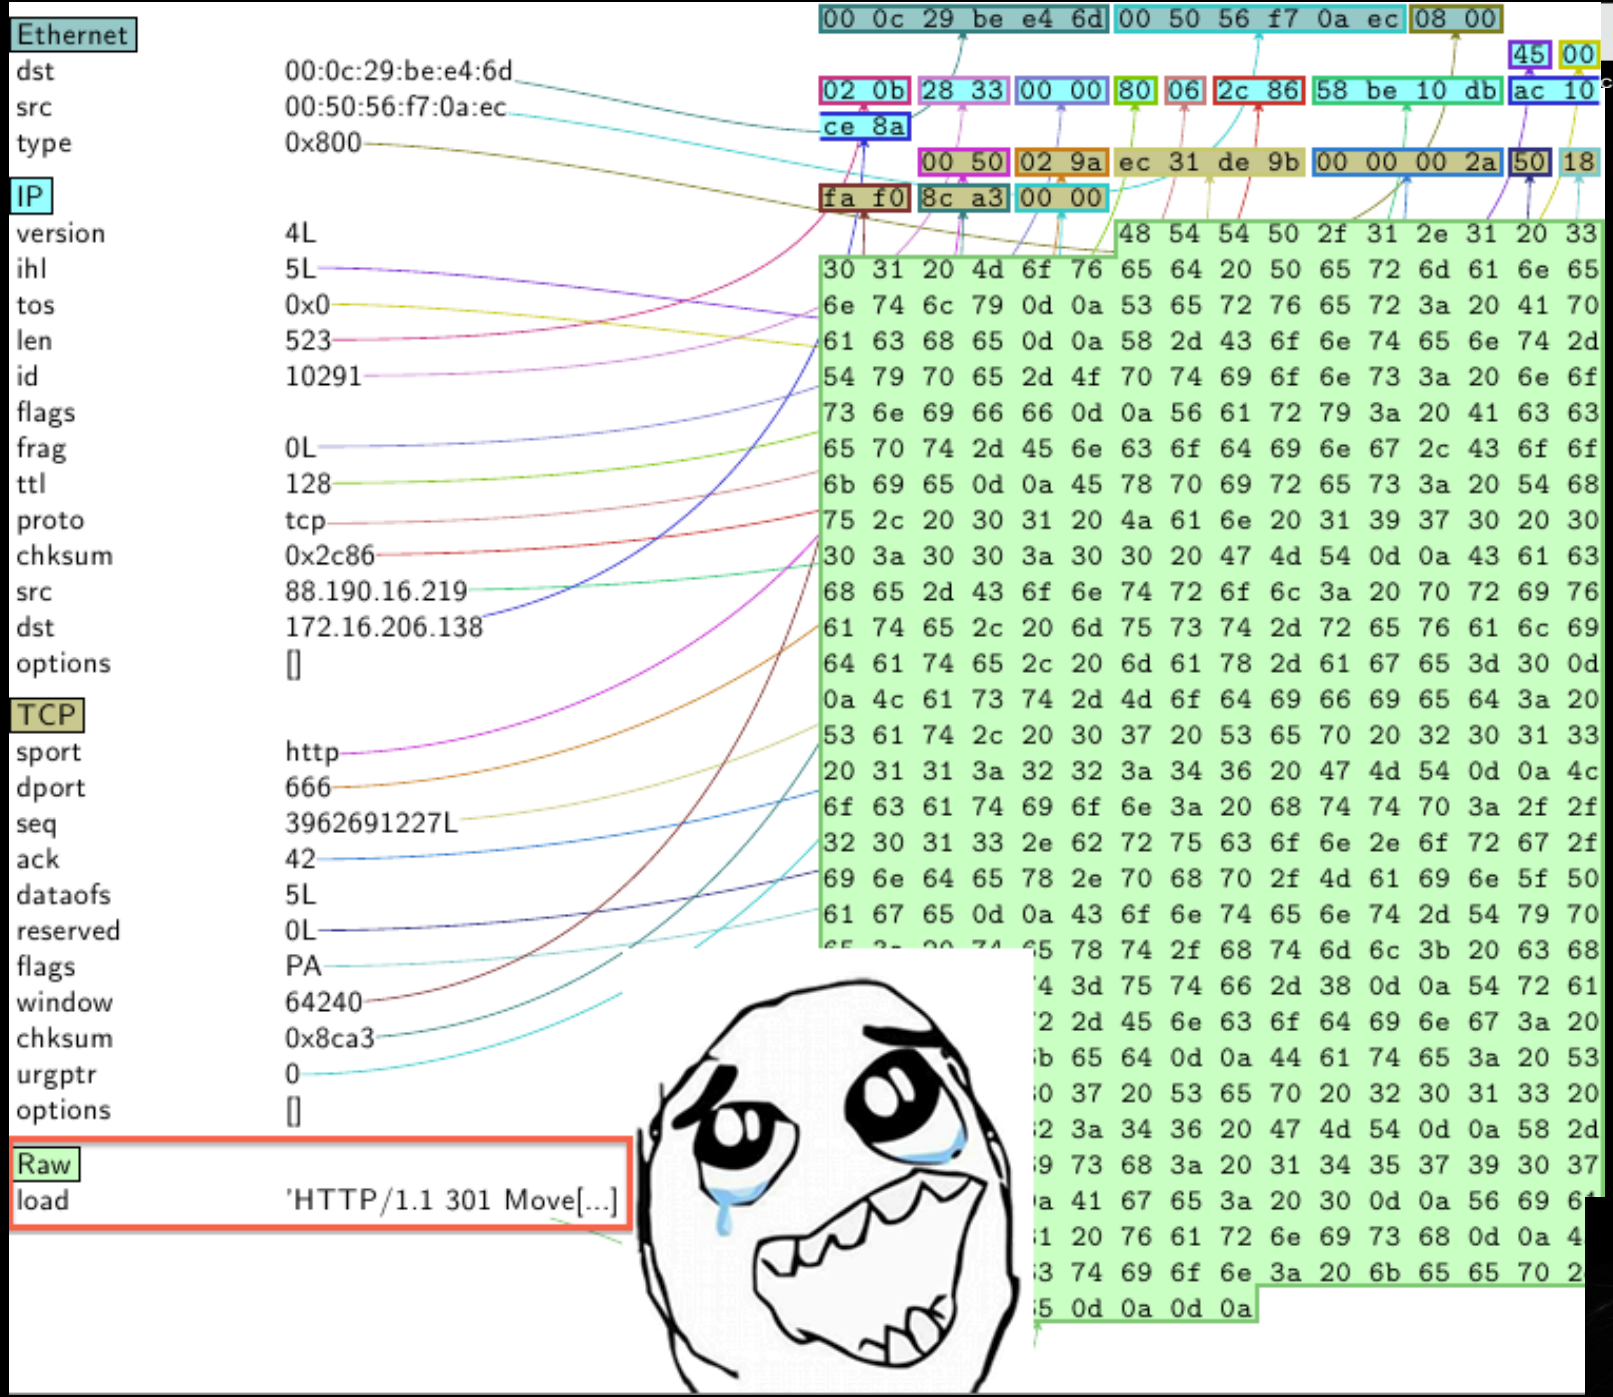 Ethernet
dst 00:0c:29:be:e4:6d
src 00:50:56:f7:0a:ec
type 0x800
IP
version 4L
ihl 5L
tos 0x0
len 523
id 10291
flags
frag 0L
ttl 128
proto tcp
chksum 0x2c86
src 88.190.16.219
dst 172.16.206.138
options []
TCP
sport http
dport 666
seq 3962691227L
ack 42
dataofs 5L
reserved 0L
flags PA
window 64240
chksum 0x8ca3
urgptr 0
options []
Raw
load 'HTTP/1.1 301 Move[...]
00 0c 29 be e4 6d 00 50 56 f7 0a ec 08 00
45 00
02 0b 28 33 00 00 80 06 2c 86 58 be 10 db ac 10
ce 8a
00 50 02 9a ec 31 de 9b 00 00 00 2a 50 18
fa f0 8c a3 00 00
48 54 54 50 2f 31 2e 31 20 33
30 31 20 4d 6f 76 65 64 20 50 65 72 6d 61 6e 65
6e 74 6c 79 0d 0a 53 65 72 76 65 72 3a 20 41 70
61 63 68 65 0d 0a 58 2d 43 6f 6e 74 65 6e 74 2d
54 79 70 65 2d 4f 70 74 69 6f 6e 73 3a 20 6e 6f
73 6e 69 66 66 0d 0a 56 61 72 79 3a 20 41 63 63
65 70 74 2d 45 6e 63 6f 64 69 6e 67 2c 43 6f 6f
6b 69 65 0d 0a 45 78 70 69 72 65 73 3a 20 54 68
75 2c 20 30 31 20 4a 61 6e 20 31 39 37 30 20 30
30 3a 30 30 3a 30 30 20 47 4d 54 0d 0a 43 61 63
68 65 2d 43 6f 6e 74 72 6f 6c 3a 20 70 72 69 76
61 74 65 2c 20 6d 75 73 74 2d 72 65 76 61 6c 69
64 61 74 65 2c 20 6d 61 78 2d 61 67 65 3d 30 0d
0a 4c 61 73 74 2d 4d 6f 64 69 66 69 65 64 3a 20
53 61 74 2c 20 30 37 20 53 65 70 20 32 30 31 33
20 31 31 3a 32 32 3a 34 36 20 47 4d 54 0d 0a 4c
6f 63 61 74 69 6f 6e 3a 20 68 74 74 70 3a 2f 2f
32 30 31 33 2e 62 72 75 63 6f 6e 2e 6f 72 67 2f
69 6e 64 65 78 2e 70 68 70 2f 4d 61 69 6e 5f 50
61 67 65 0d 0a 43 6f 6e 74 65 6e 74 2d 54 79 70
65 78 74 2f 68 74 6d 6c 3b 20 63 68
3d 75 74 66 2d 38 0d 0a 54 72 61
2d 45 6e 63 6f 64 69 6e 67 3a 20
65 64 0d 0a 44 61 74 65 3a 20 53
37 20 53 65 70 20 32 30 31 33 20
3a 34 36 20 47 4d 54 0d 0a 58 2d
73 68 3a 20 31 34 35 37 39 30 37
41 67 65 3a 20 30 0d 0a 56 69
20 76 61 72 6e 69 73 68 0d 0a
74 69 6f 6e 3a 20 6b 65 65 70
0d 0a 0d 0a